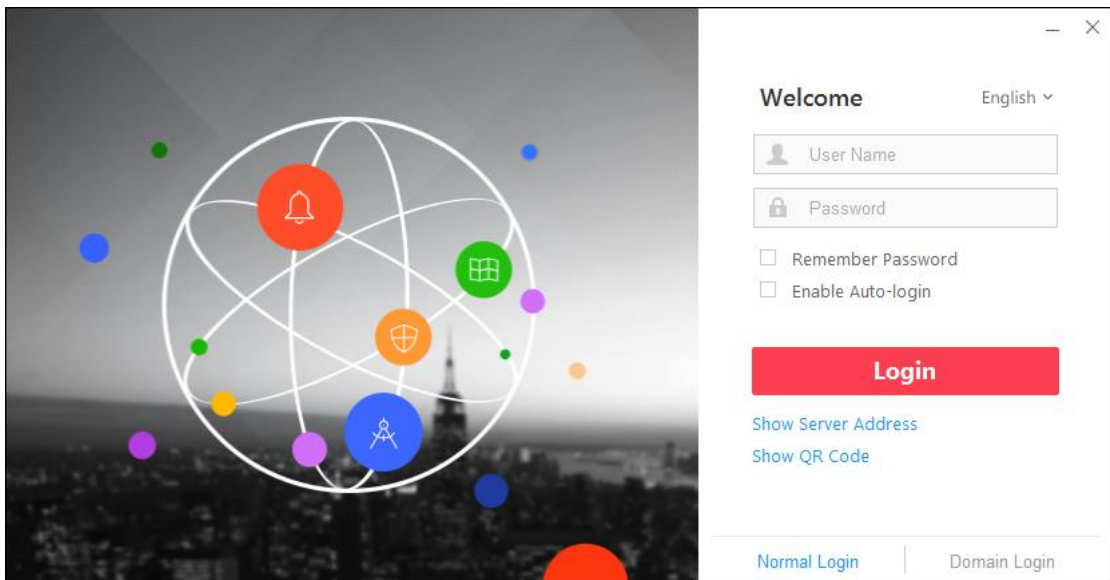 Welcome English
User Name
Password
Remember Password
Enable Auto-login
Login
Show Server Address
Show QR Code
Normal Login Domain Login